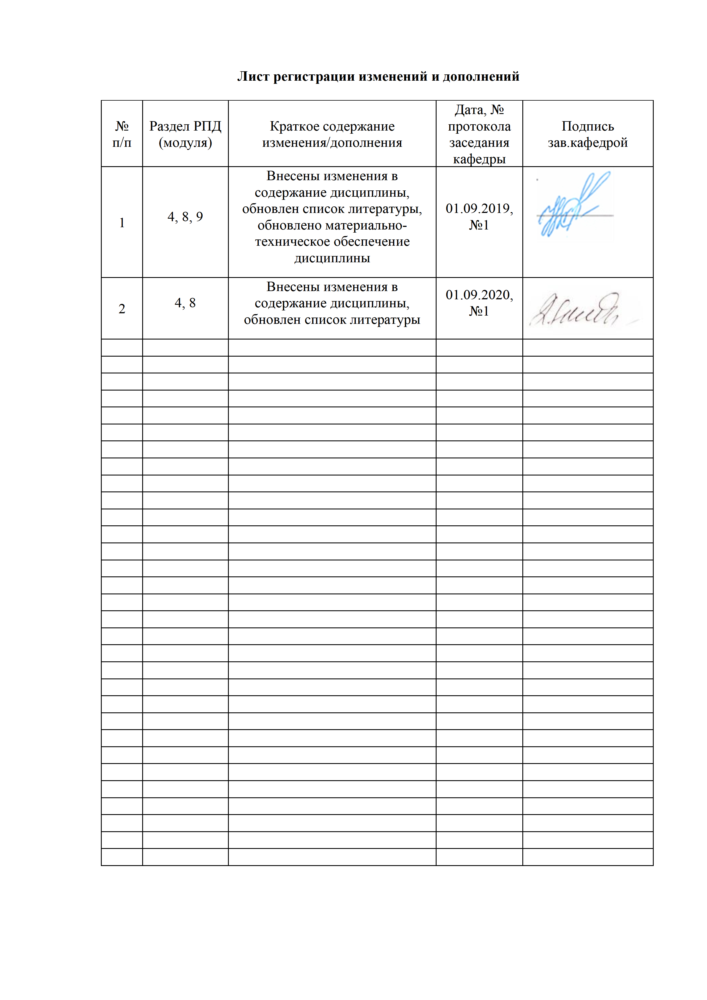 Лист регистрации изменений и дополнений
№
п/п
Раздел РПД
(модуля)
Краткое содержание
изменения/дополнения
Дата, №
протокола
заседания
кафедры
Подпись
зав.кафедрой
1
4, 8, 9
Внесены изменения в
содержание дисциплины,
обновлен список литературы,
обновлено материально-
техническое обеспечение
дисциплины
01.09.2019,
№1
2
4, 8
Внесены изменения в
содержание дисциплины,
обновлен список литературы
01.09.2020,
№1